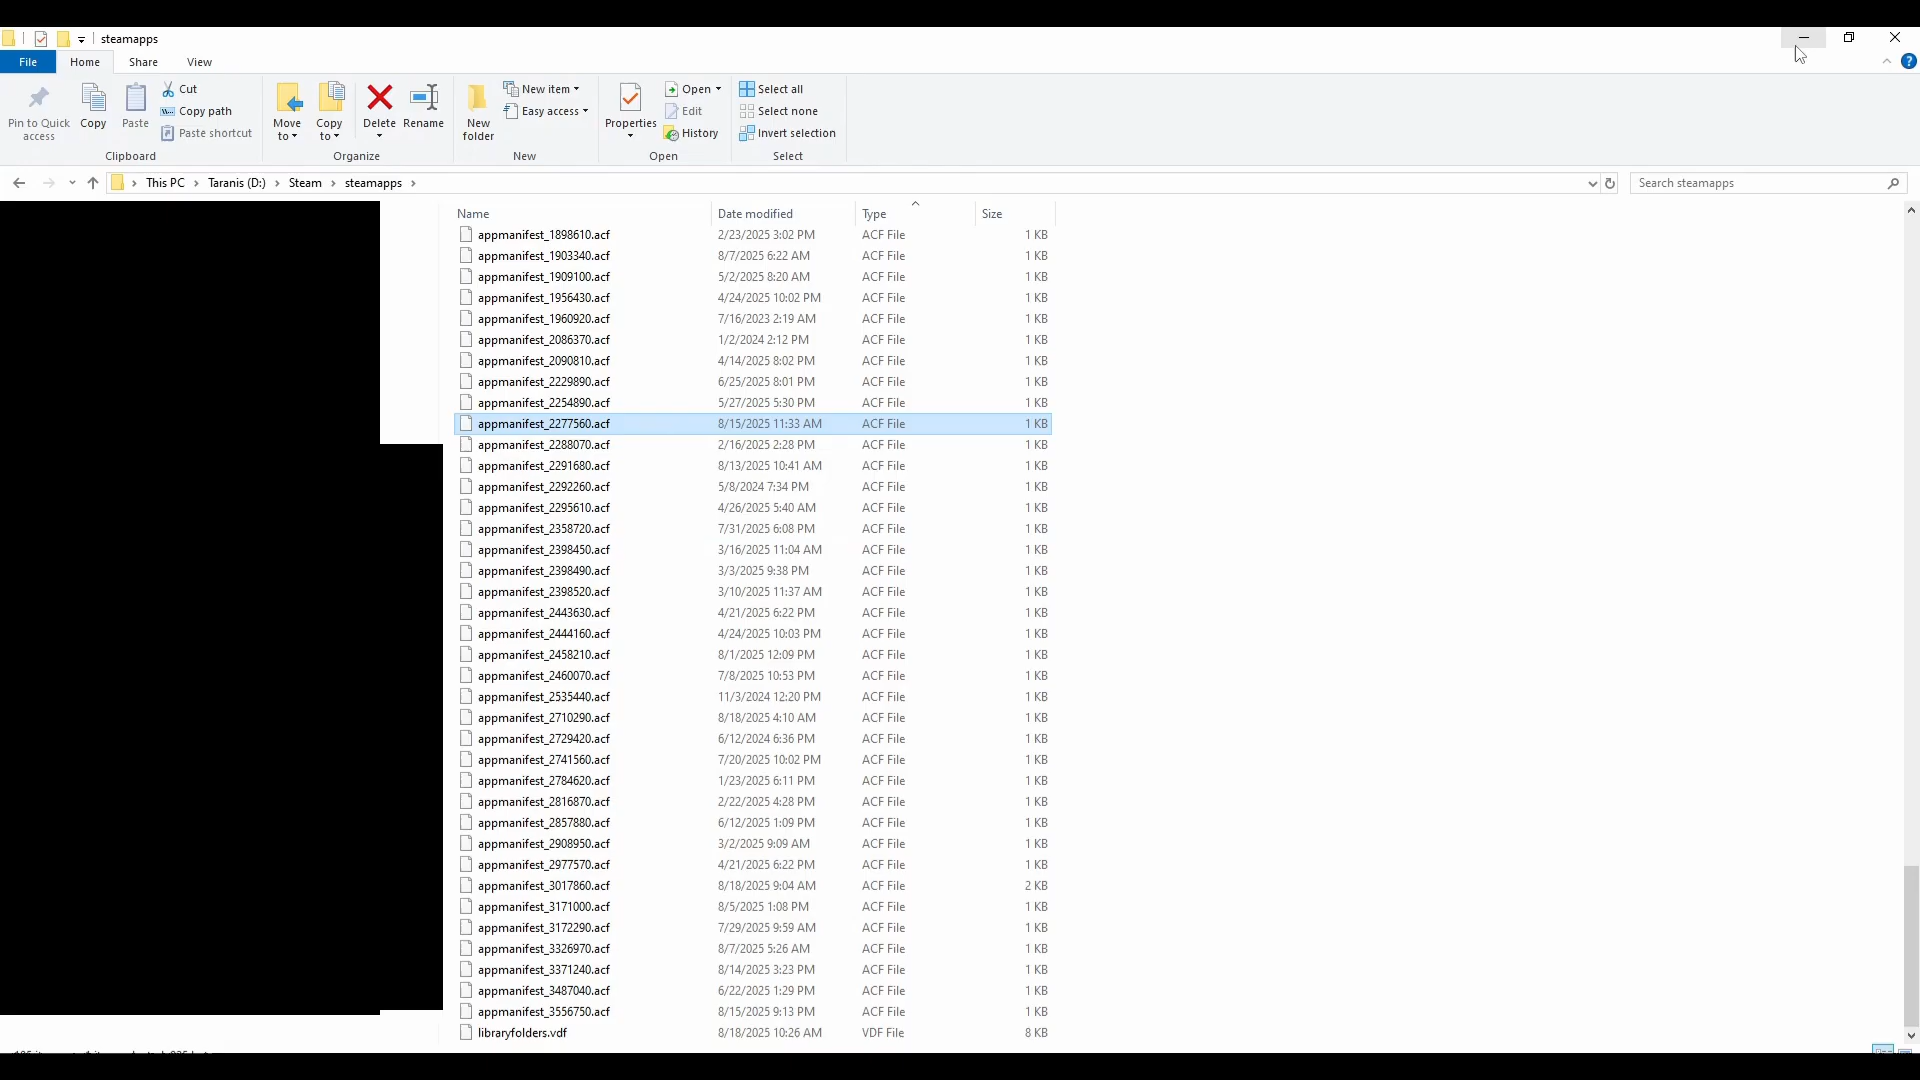 steamapps
File Home Share View
Pin to Quick access
Copy
Paste
Cut
Copy path
Paste shortcut
Clipboard
Move to
Copy to
Delete
Rename
Organize
New folder
New item
Easy access
New
Properties
Open
Edit
History
Open
Select all
Select none
Invert selection
Select
This PC > Taranis (D:) > Steam > steamapps >
Search steamapps
Name Date modified Type Size
appmanifest_1898610.acf 2/23/2025 3:02 PM ACF File 1 KB
appmanifest_1903340.acf 8/7/2025 6:22 AM ACF File 1 KB
appmanifest_1909100.acf 5/2/2025 8:20 AM ACF File 1 KB
appmanifest_1956430.acf 4/24/2025 10:02 PM ACF File 1 KB
appmanifest_1960920.acf 7/16/2023 2:19 AM ACF File 1 KB
appmanifest_2086370.acf 1/2/2024 2:12 PM ACF File 1 KB
appmanifest_2090810.acf 4/14/2025 8:02 PM ACF File 1 KB
appmanifest_2229890.acf 6/25/2025 8:01 PM ACF File 1 KB
appmanifest_2254890.acf 5/27/2025 5:30 PM ACF File 1 KB
appmanifest_2277560.acf 8/15/2025 11:33 AM ACF File 1 KB
appmanifest_2288070.acf 2/16/2025 2:28 PM ACF File 1 KB
appmanifest_2291680.acf 8/13/2025 10:41 AM ACF File 1 KB
appmanifest_2292260.acf 5/8/2024 7:34 PM ACF File 1 KB
appmanifest_2295610.acf 4/26/2025 5:40 AM ACF File 1 KB
appmanifest_2358720.acf 7/31/2025 6:08 PM ACF File 1 KB
appmanifest_2398450.acf 3/16/2025 11:04 AM ACF File 1 KB
appmanifest_2398490.acf 3/3/2025 9:38 PM ACF File 1 KB
appmanifest_2398520.acf 3/10/2025 11:37 AM ACF File 1 KB
appmanifest_2443630.acf 4/21/2025 6:22 PM ACF File 1 KB
appmanifest_2444160.acf 4/24/2025 10:03 PM ACF File 1 KB
appmanifest_2458210.acf 8/1/2025 12:09 PM ACF File 1 KB
appmanifest_2460070.acf 7/8/2025 10:53 PM ACF File 1 KB
appmanifest_2535440.acf 11/3/2024 12:20 PM ACF File 1 KB
appmanifest_2710290.acf 8/18/2025 4:10 AM ACF File 1 KB
appmanifest_2729420.acf 6/12/2024 6:36 PM ACF File 1 KB
appmanifest_2741560.acf 7/20/2025 10:02 PM ACF File 1 KB
appmanifest_2784620.acf 1/23/2025 6:11 PM ACF File 1 KB
appmanifest_2816870.acf 2/22/2025 4:28 PM ACF File 1 KB
appmanifest_2857880.acf 6/12/2025 1:09 PM ACF File 1 KB
appmanifest_2908950.acf 3/2/2025 9:09 AM ACF File 1 KB
appmanifest_2977570.acf 4/21/2025 6:22 PM ACF File 1 KB
appmanifest_3017860.acf 8/18/2025 9:04 AM ACF File 2 KB
appmanifest_3171000.acf 8/5/2025 1:08 PM ACF File 1 KB
appmanifest_3172290.acf 7/29/2025 9:59 AM ACF File 1 KB
appmanifest_3326970.acf 8/7/2025 5:26 AM ACF File 1 KB
appmanifest_3371240.acf 8/14/2025 3:23 PM ACF File 1 KB
appmanifest_3487040.acf 6/22/2025 1:29 PM ACF File 1 KB
appmanifest_3556750.acf 8/15/2025 9:13 PM ACF File 1 KB
libraryfolders.vdf 8/18/2025 10:26 AM VDF File 8 KB